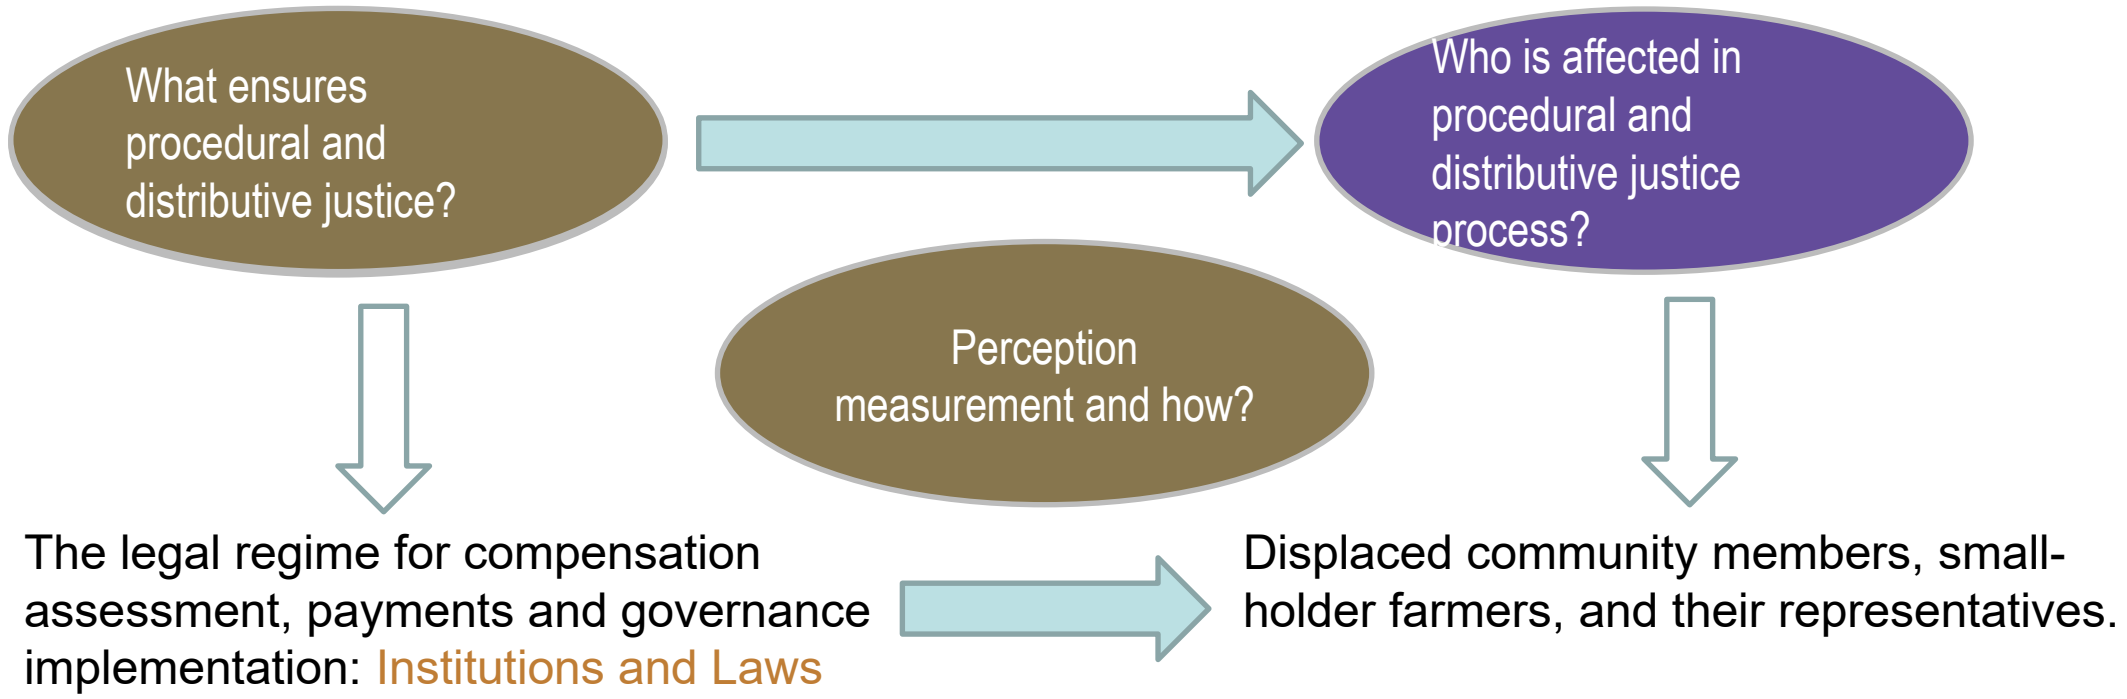 What ensures
procedural and
distributive justice?
Who is affected in
procedural and
distributive justice
process?
Perception
measurement and how?
The legal regime for compensation
assessment, payments and governance
implementation: Institutions and Laws
Displaced community members, small-
holder farmers, and their representatives.